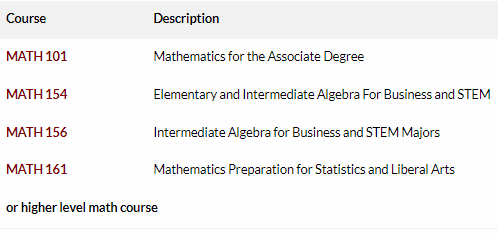 Course Description
MATH 101 Mathematics for the Associate Degree
MATH 154 Elementary and Intermediate Algebra For Business and STEM
MATH 156 Intermediate Algebra for Business and STEM Majors
MATH 161 Mathematics Preparation for Statistics and Liberal Arts
or higher level math course